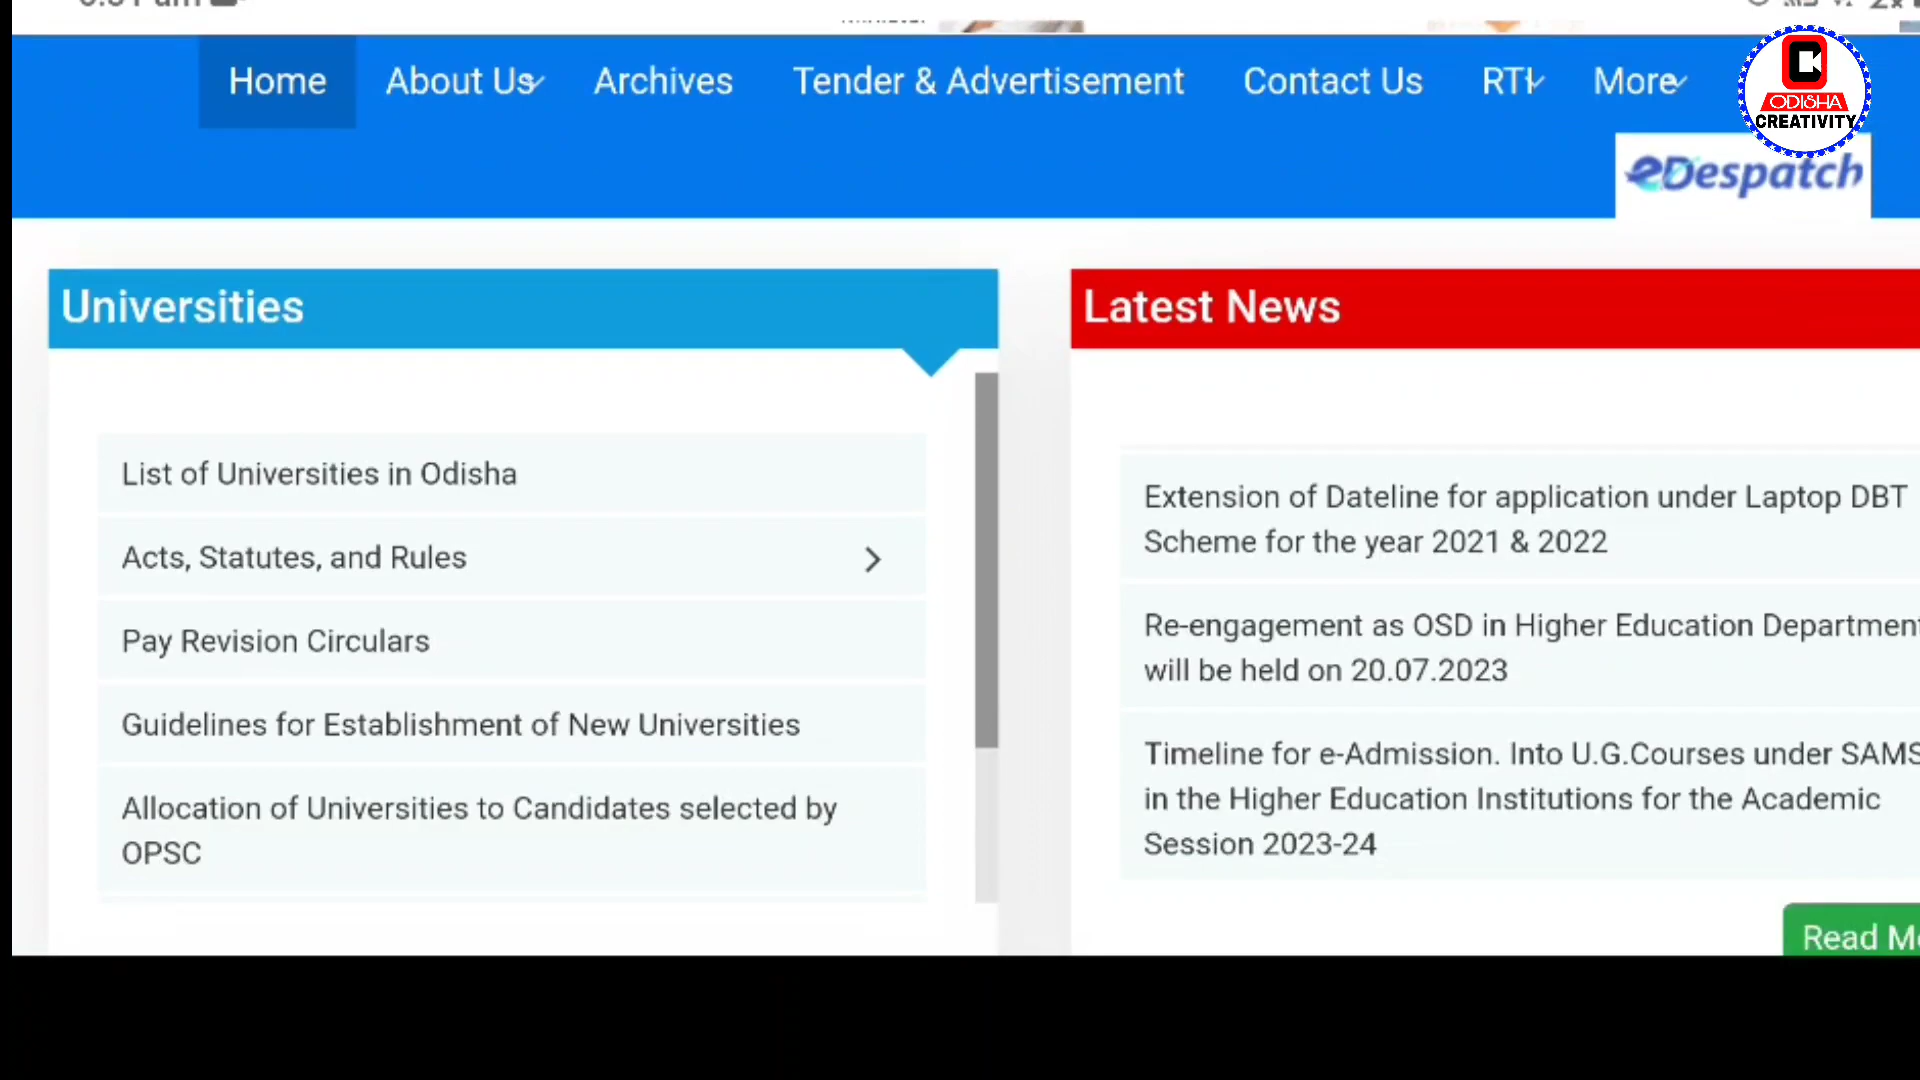 Home About Us Archives Tender & Advertisement Contact Us RTI More
ODISHA
CREATIVITY
eDespatch
Universities
List of Universities in Odisha
Acts, Statutes, and Rules
Pay Revision Circulars
Guidelines for Establishment of New Universities
Allocation of Universities to Candidates selected by
OPSC
Latest News
Extension of Dateline for application under Laptop DBT
Scheme for the year 2021 & 2022
Re-engagement as OSD in Higher Education Department
will be held on 20.07.2023
Timeline for e-Admission. Into U.G.Courses under SAMS
in the Higher Education Institutions for the Academic
Session 2023-24
Read